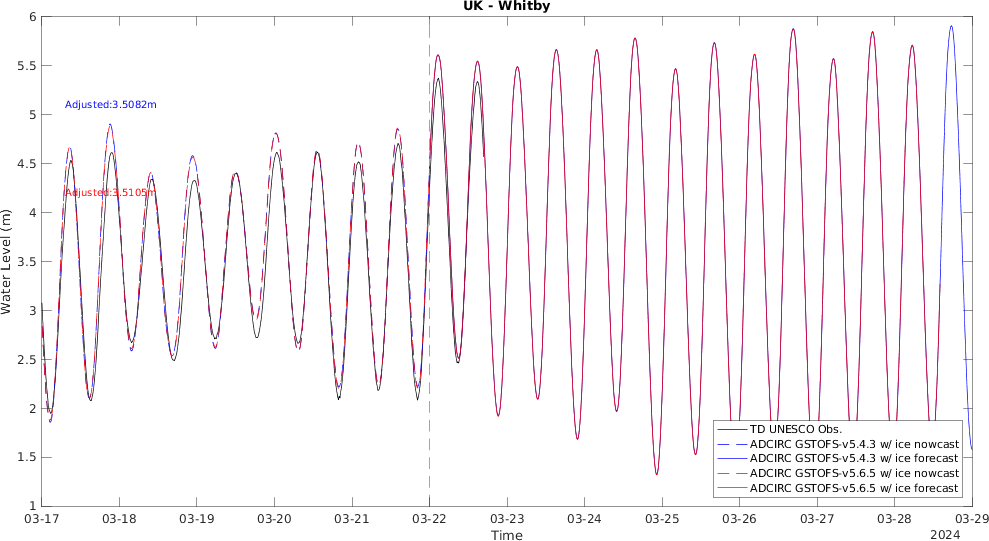 UK - Whitby
6
5.5
5
4.5
4
3.5
3
2.5
2
1.5
1
Water Level (m)
Adjusted:3.5082m
Adjusted:3.5105m
TD UNESCO Obs.
ADCIRC GSTOFS-v5.4.3 w/ ice nowcast
ADCIRC GSTOFS-v5.4.3 w/ ice forecast
ADCIRC GSTOFS-v5.6.5 w/ ice nowcast
ADCIRC GSTOFS-v5.6.5 w/ ice forecast
03-17 03-18 03-19 03-20 03-21 03-22 03-23 03-24 03-25 03-26 03-27 03-28 03-29
Time
2024